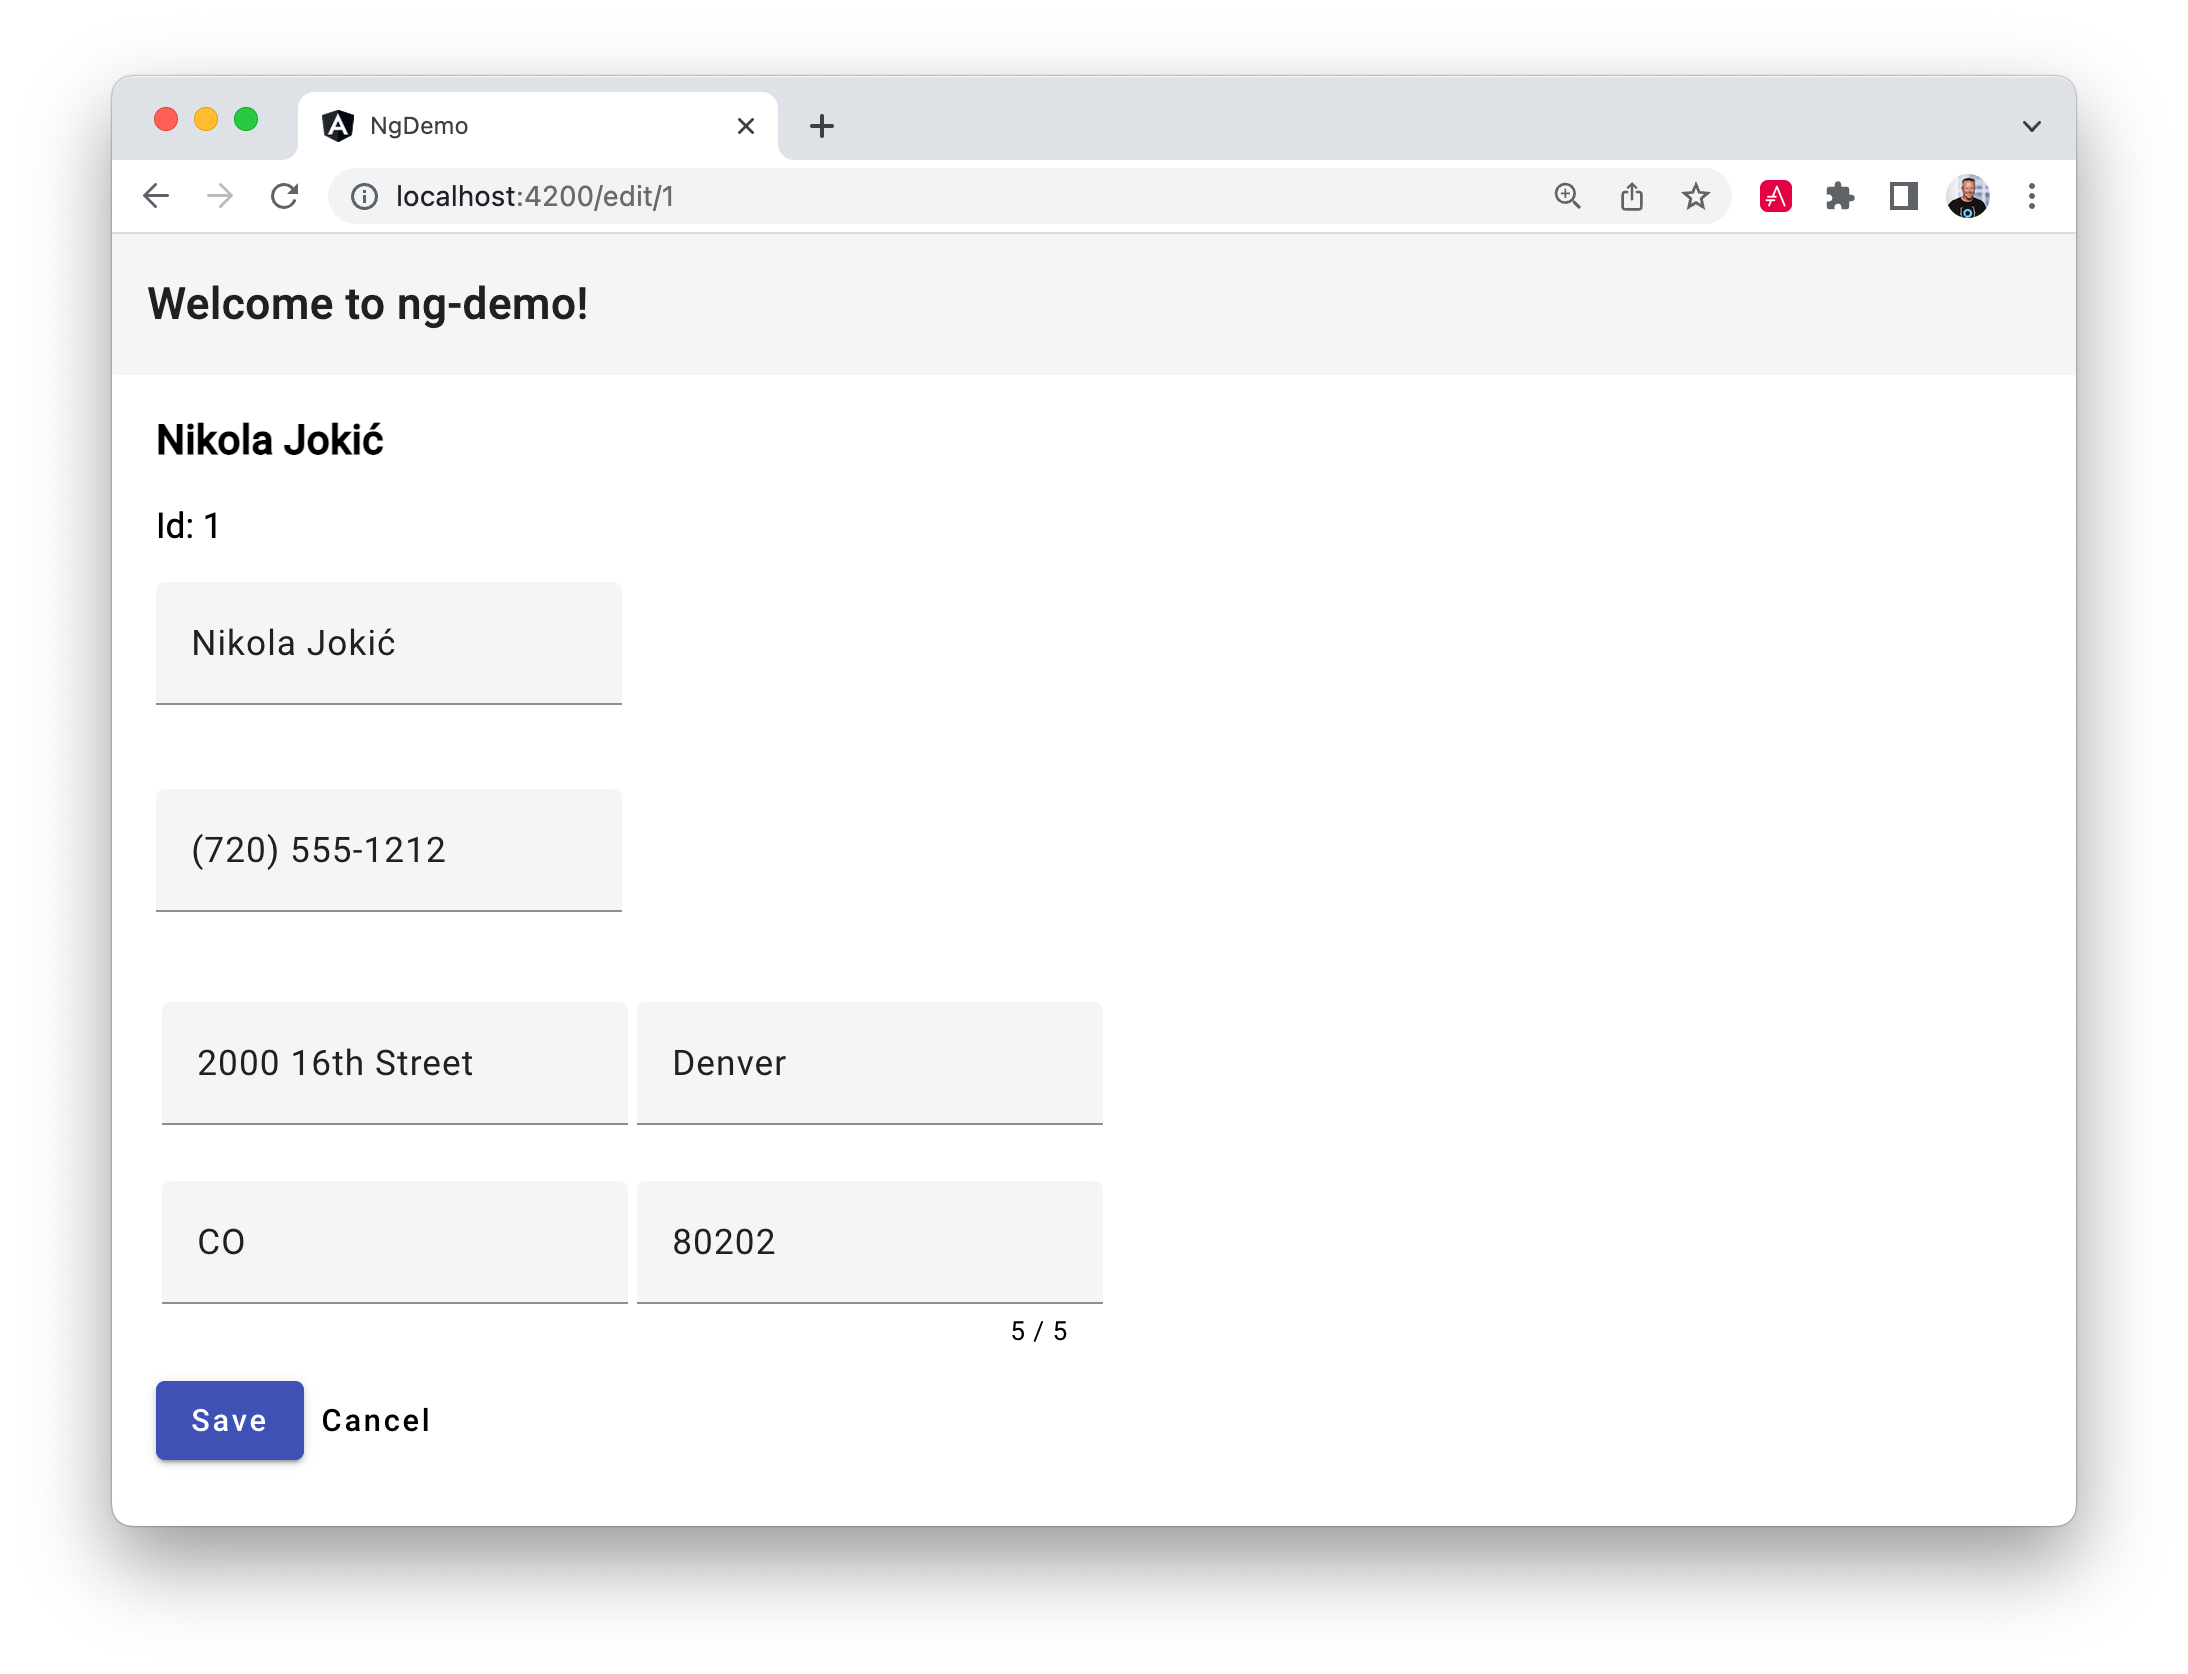 NgDemo
localhost:4200/edit/1
Welcome to ng-demo!
Nikola Jokić
Id: 1
Nikola Jokić
(720) 555-1212
2000 16th Street Denver
CO 80202
5 / 5
Save Cancel